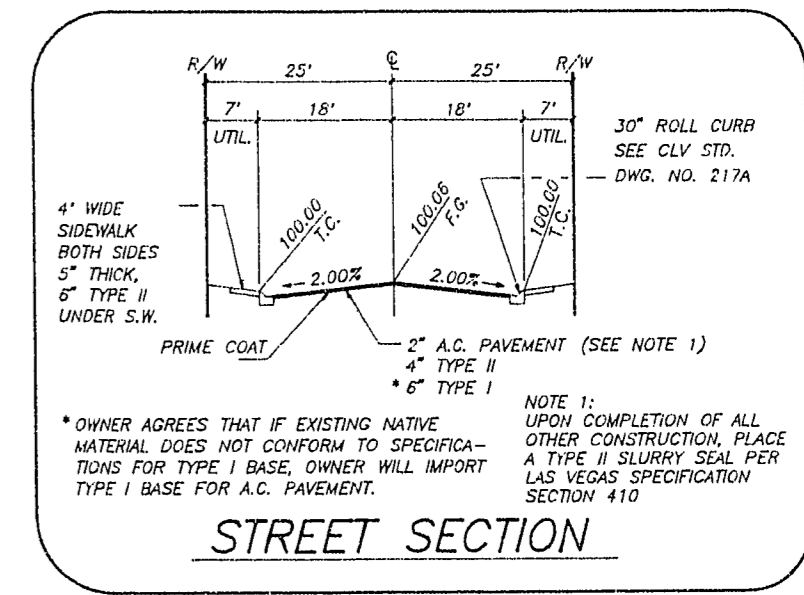 R/W ℄ R/W
25' 25'
7' 18' 18' 7'
UTIL. UTIL.
30" ROLL CURB
SEE CLV STD.
DWG. NO. 217A
4' WIDE
SIDEWALK
BOTH SIDES
5" THICK,
6" TYPE II
UNDER S.W.
100.00
T.C.
100.06
F.G.
100.00
T.C.
2.00% 2.00%
PRIME COAT
2" A.C. PAVEMENT (SEE NOTE 1)
4" TYPE II
* 6" TYPE I
* OWNER AGREES THAT IF EXISTING NATIVE
MATERIAL DOES NOT CONFORM TO SPECIFICA-
TIONS FOR TYPE I BASE, OWNER WILL IMPORT
TYPE I BASE FOR A.C. PAVEMENT.
NOTE 1:
UPON COMPLETION OF ALL
OTHER CONSTRUCTION, PLACE
A TYPE II SLURRY SEAL PER
LAS VEGAS SPECIFICATION
SECTION 410
STREET SECTION